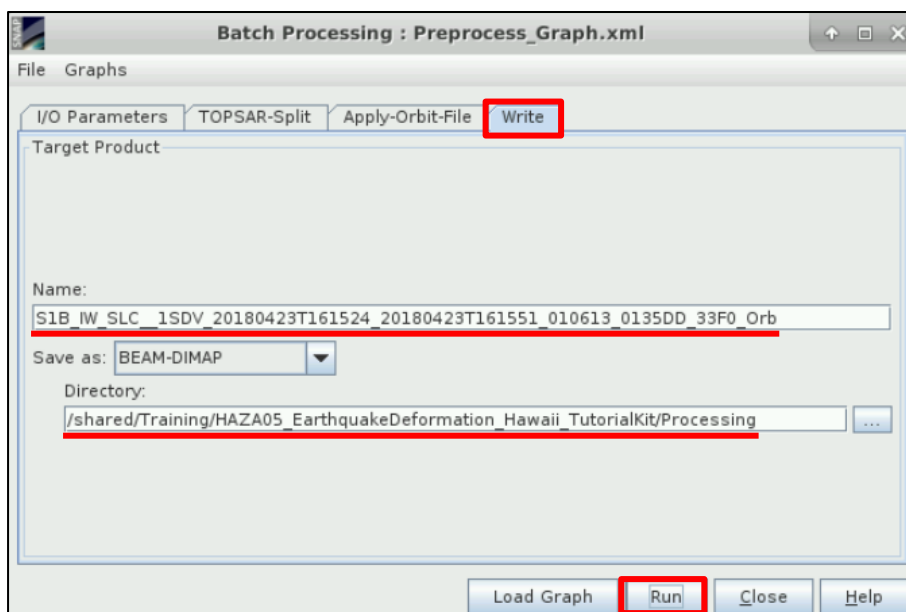 SNAP
Batch Processing : Preprocess_Graph.xml
File Graphs
I/O Parameters TOPSAR-Split Apply-Orbit-File Write
Target Product
Name:
S1B_IW_SLC__1SDV_20180423T161524_20180423T161551_010613_0135DD_33F0_Orb
Save as: BEAM-DIMAP
Directory:
/shared/Training/HAZA05_EarthquakeDeformation_Hawaii_TutorialKit/Processing
...
Load Graph Run Close Help